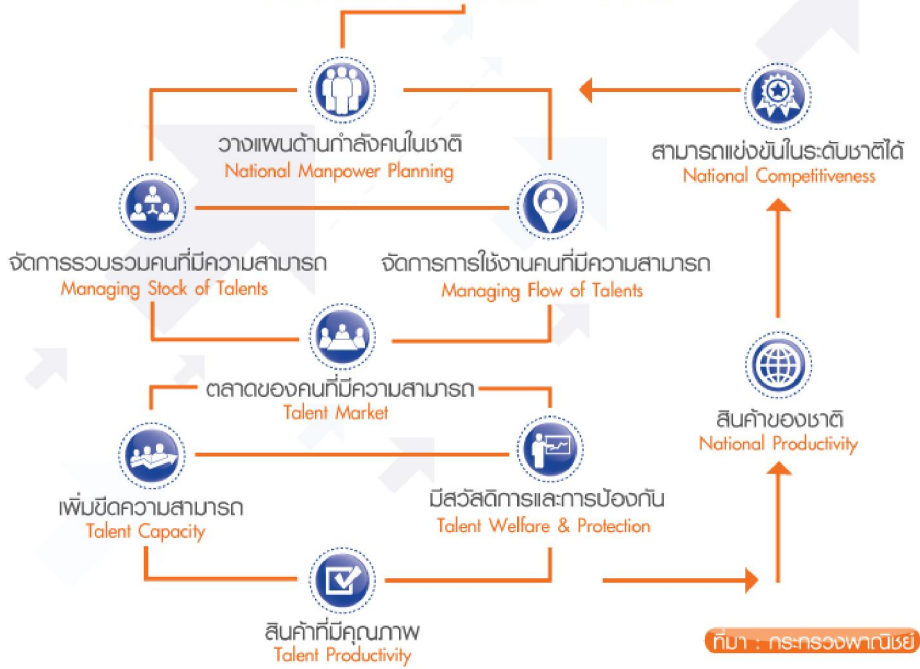 วางแผนด้านกำลังคนในชาติ
National Manpower Planning
สามารถแข่งขันในระดับชาติได้
National Competitiveness
จัดการรวบรวมคนที่มีความสามารถ
Managing Stock of Talents
จัดการการใช้งานคนที่มีความสามารถ
Managing Flow of Talents
ตลาดของคนที่มีความสามารถ
Talent Market
สินค้าของชาติ
National Productivity
เพิ่มขีดความสามารถ
Talent Capacity
มีสวัสดิการและการป้องกัน
Talent Welfare & Protection
สินค้าที่มีคุณภาพ
Talent Productivity
ที่มา : กระทรวงพาณิชย์